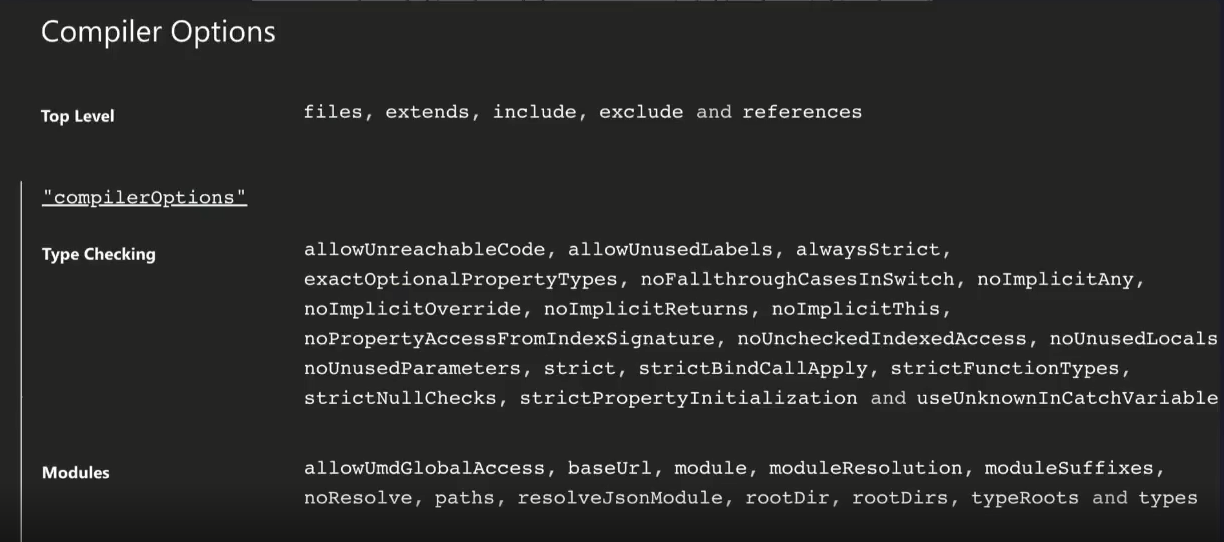 Compiler Options
Top Level
files, extends, include, exclude and references
"compilerOptions"
Type Checking
allowUnreachableCode, allowUnusedLabels, alwaysStrict,
exactOptionalPropertyTypes, noFallthroughCasesInSwitch, noImplicitAny,
noImplicitOverride, noImplicitReturns, noImplicitThis,
noPropertyAccessFromIndexSignature, noUncheckedIndexedAccess, noUnusedLocals
noUnusedParameters, strict, strictBindCallApply, strictFunctionTypes,
strictNullChecks, strictPropertyInitialization and useUnknownInCatchVariable
Modules
allowUmdGlobalAccess, baseUrl, module, moduleResolution, moduleSuffixes,
noResolve, paths, resolveJsonModule, rootDir, rootDirs, typeRoots and types